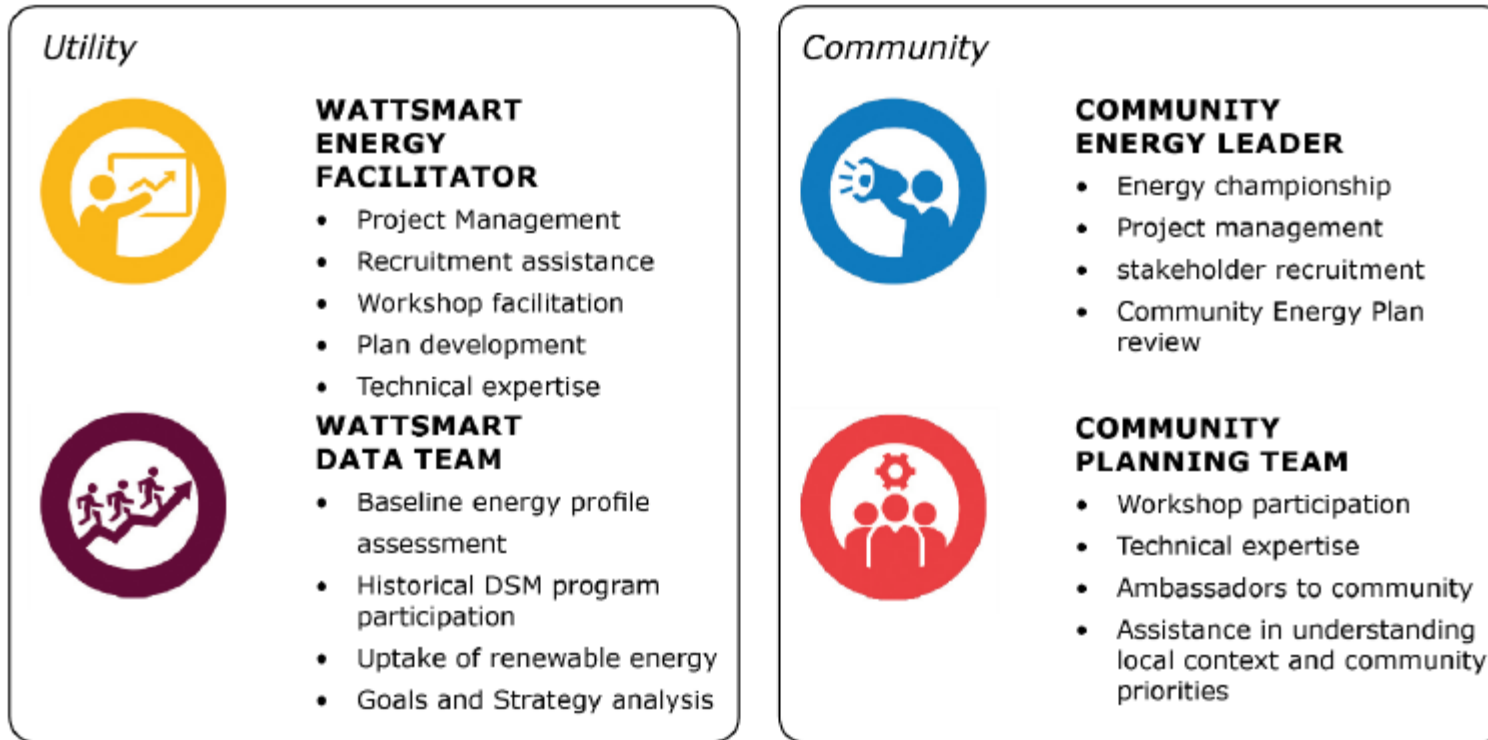 Utility
WATTSMART
ENERGY
FACILITATOR
• Project Management
• Recruitment assistance
• Workshop facilitation
• Plan development
• Technical expertise
WATTSMART
DATA TEAM
• Baseline energy profile
assessment
• Historical DSM program
participation
• Uptake of renewable energy
• Goals and Strategy analysis
Community
COMMUNITY
ENERGY LEADER
• Energy championship
• Project management
• stakeholder recruitment
• Community Energy Plan
review
COMMUNITY
PLANNING TEAM
• Workshop participation
• Technical expertise
• Ambassadors to community
• Assistance in understanding
local context and community
priorities